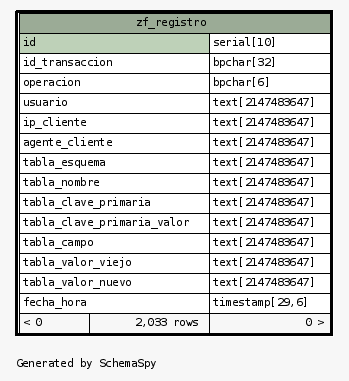 zf_registro
id serial[10]
id_transaccion bpchar[32]
operacion bpchar[6]
usuario text[2147483647]
ip_cliente text[2147483647]
agente_cliente text[2147483647]
tabla_esquema text[2147483647]
tabla_nombre text[2147483647]
tabla_clave_primaria text[2147483647]
tabla_clave_primaria_valor text[2147483647]
tabla_campo text[2147483647]
tabla_valor_viejo text[2147483647]
tabla_valor_nuevo text[2147483647]
fecha_hora timestamp[29,6]
< 0 2,033 rows 0 >
Generated by SchemaSpy